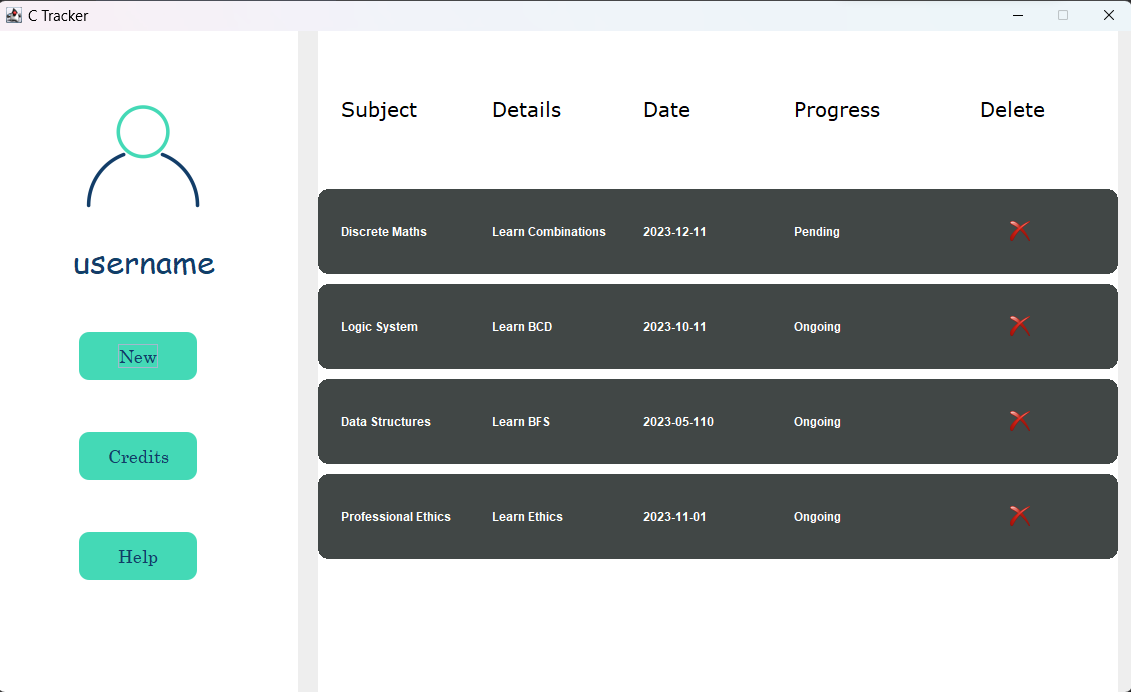 C Tracker
username
New
Credits
Help
Subject Details Date Progress Delete
Discrete Maths Learn Combinations 2023-12-11 Pending
Logic System Learn BCD 2023-10-11 Ongoing
Data Structures Learn BFS 2023-05-110 Ongoing
Professional Ethics Learn Ethics 2023-11-01 Ongoing